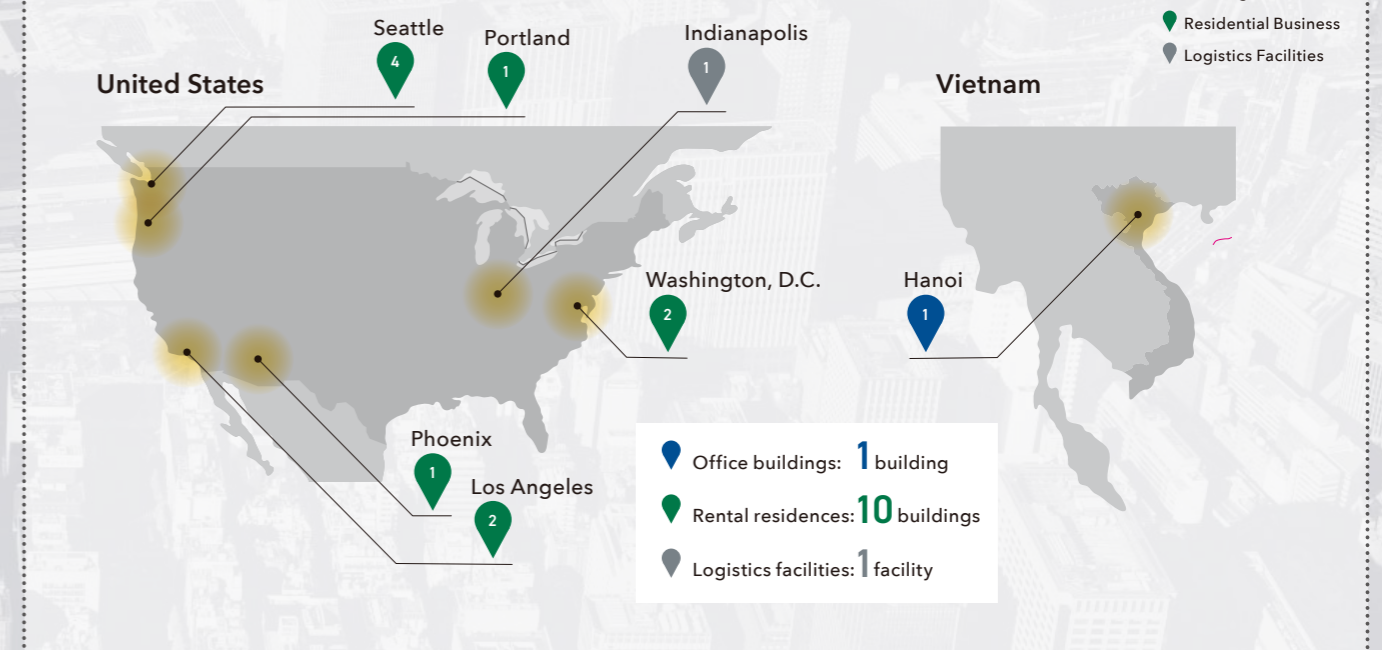 Residential Business
Logistics Facilities
United States
Seattle
4
Portland
1
Indianapolis
1
Washington, D.C.
2
Phoenix
1
Los Angeles
2
Vietnam
Hanoi
1
Office buildings: 1 building
Rental residences: 10 buildings
Logistics facilities: 1 facility